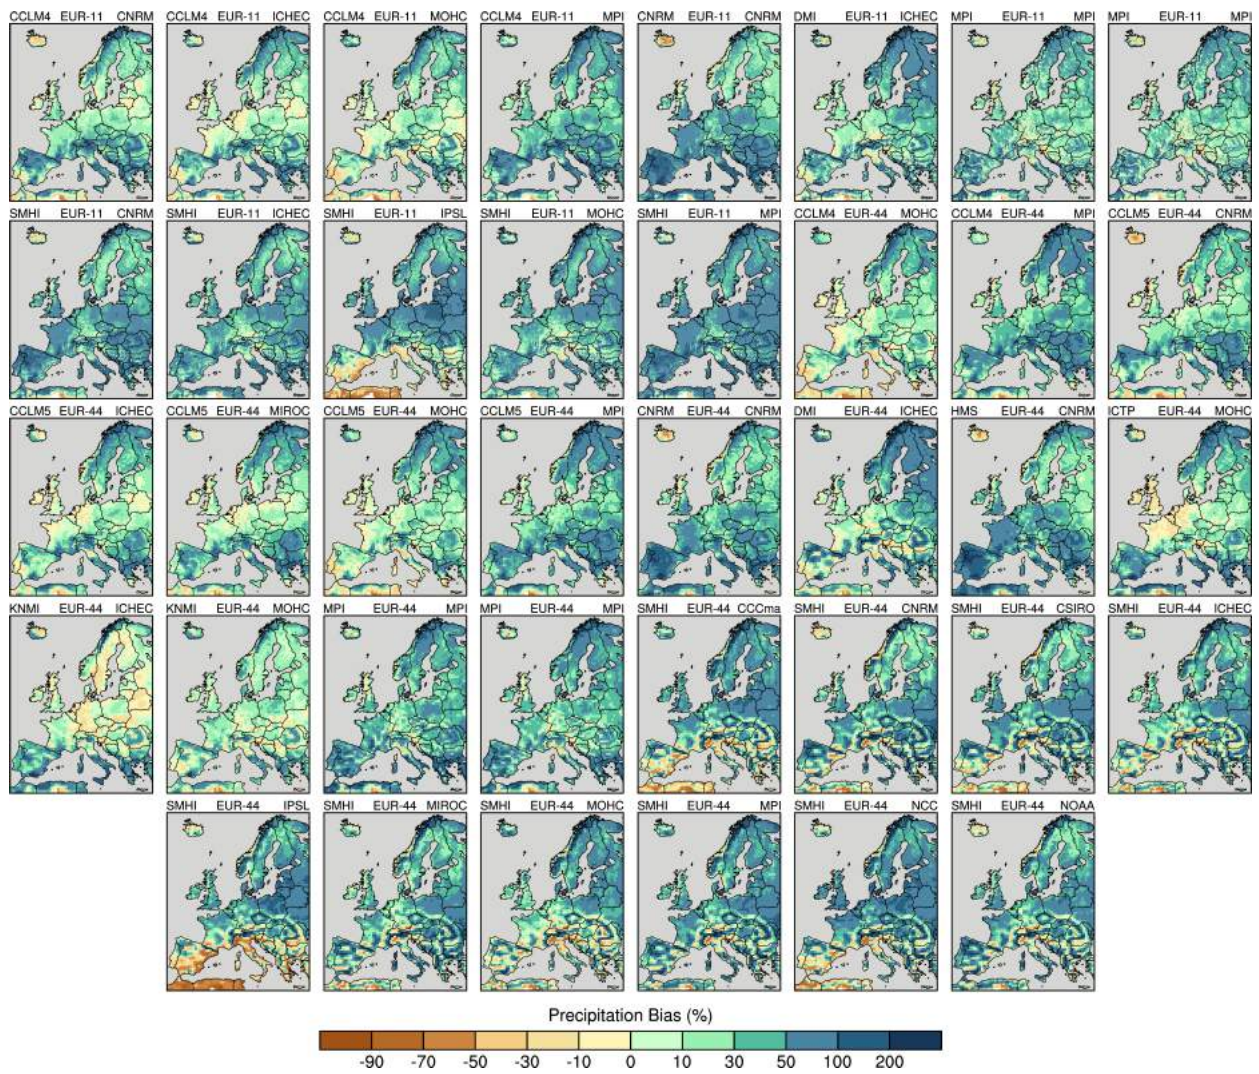 CCLM4 EUR-11 CNRM CCLM4 EUR-11 ICHEC CCLM4 EUR-11 MOHC CCLM4 EUR-11 MPI CNRM EUR-11 CNRM DMI EUR-11 ICHEC MPI EUR-11 MPI MPI EUR-11 MPI
SMHI EUR-11 CNRM SMHI EUR-11 ICHEC SMHI EUR-11 IPSL SMHI EUR-11 MOHC SMHI EUR-11 MPI CCLM4 EUR-44 MOHC CCLM4 EUR-44 MPI CCLM5 EUR-44 CNRM
CCLM5 EUR-44 ICHEC CCLM5 EUR-44 MIROC CCLM5 EUR-44 MOHC CCLM5 EUR-44 MPI CNRM EUR-44 CNRM DMI EUR-44 ICHEC HMS EUR-44 CNRM ICTP EUR-44 MOHC
KNMI EUR-44 ICHEC KNMI EUR-44 MOHC MPI EUR-44 MPI MPI EUR-44 MPI SMHI EUR-44 CCCma SMHI EUR-44 CNRM SMHI EUR-44 CSIRO SMHI EUR-44 ICHEC
SMHI EUR-44 IPSL SMHI EUR-44 MIROC SMHI EUR-44 MOHC SMHI EUR-44 MPI SMHI EUR-44 NCC SMHI EUR-44 NOAA
Precipitation Bias (%)
-90 -70 -50 -30 -10 0 10 30 50 100 200